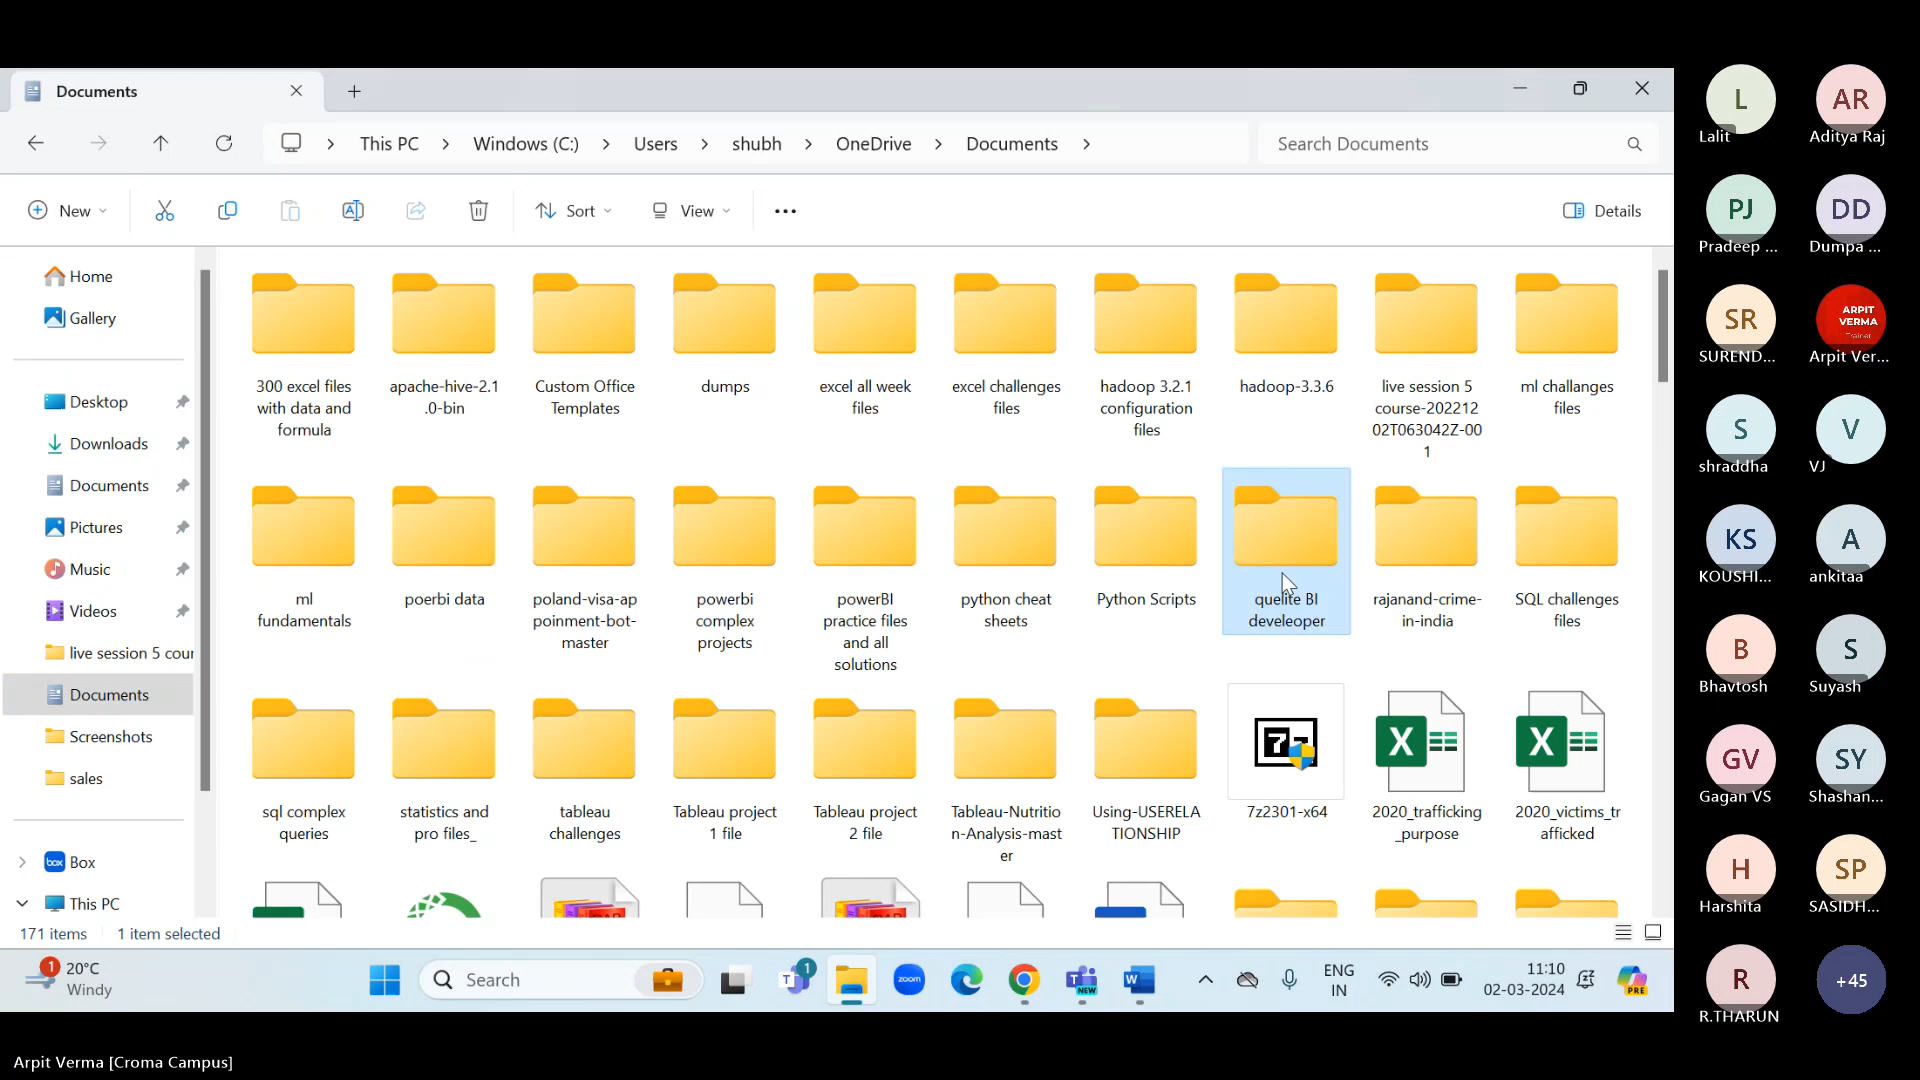 Documents
This PC
Windows (C:)
Users
shubh
OneDrive
Documents
Search Documents
New
Sort
View
Details
Home
Gallery
Desktop
Downloads
Documents
Pictures
Music
Videos
live session 5 cour
Documents
Screenshots
sales
Box
This PC
300 excel files
with data and
formula
apache-hive-2.1
.0-bin
Custom Office
Templates
dumps
excel all week
files
excel challenges
files
hadoop 3.2.1
configuration
files
hadoop-3.3.6
live session 5
course-202212
02T063042Z-00
1
ml challanges
files
ml
fundamentals
poerbi data
poland-visa-ap
poinment-bot-
master
powerbi
complex
projects
powerBI
practice files
and all
solutions
python cheat
sheets
Python Scripts
quelite BI
develeoper
rajanand-crime-
in-india
SQL challenges
files
sql complex
queries
statistics and
pro files_
tableau
challenges
Tableau project
1 file
Tableau project
2 file
Tableau-Nutritio
n-Analysis-mast
er
Using-USERELA
TIONSHIP
7z2301-x64
2020_trafficking
_purpose
2020_victims_tr
afficked
171 items
1 item selected
1
20°C
Windy
Search
1
zoom
NEW
ENG
IN
11:10
02-03-2024
PRE
L
Lalit
AR
Aditya Raj
PJ
Pradeep ...
DD
Dumpa ...
SR
SUREND...
ARPIT
VERMA
Trainer
Arpit Ver...
S
shraddha
V
VJ
KS
KOUSHI...
A
ankitaa
B
Bhavtosh
S
Suyash
GV
Gagan VS
SY
Shashan...
H
Harshita
SP
SASIDH...
R
R.THARUN
+45
Arpit Verma [Croma Campus]